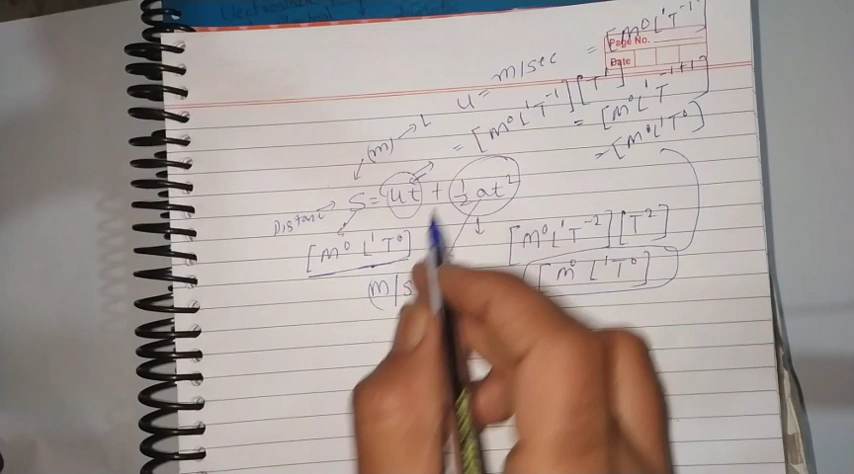 Page No.
Date
u = m/sec = [M⁰L¹T⁻¹]
= [M⁰L¹T⁻¹][T¹] = [M⁰L¹T⁻¹⁺¹]
(m) → L = [M⁰L¹T⁰]
Distance → S = ut + ½at²
[M⁰L¹T⁰] [M⁰L¹T⁻²][T²]
(m/s [M⁰L¹T⁰]